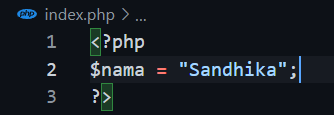 index.php > ...
1 <?php
2 $nama = "Sandhika";
3 ?>